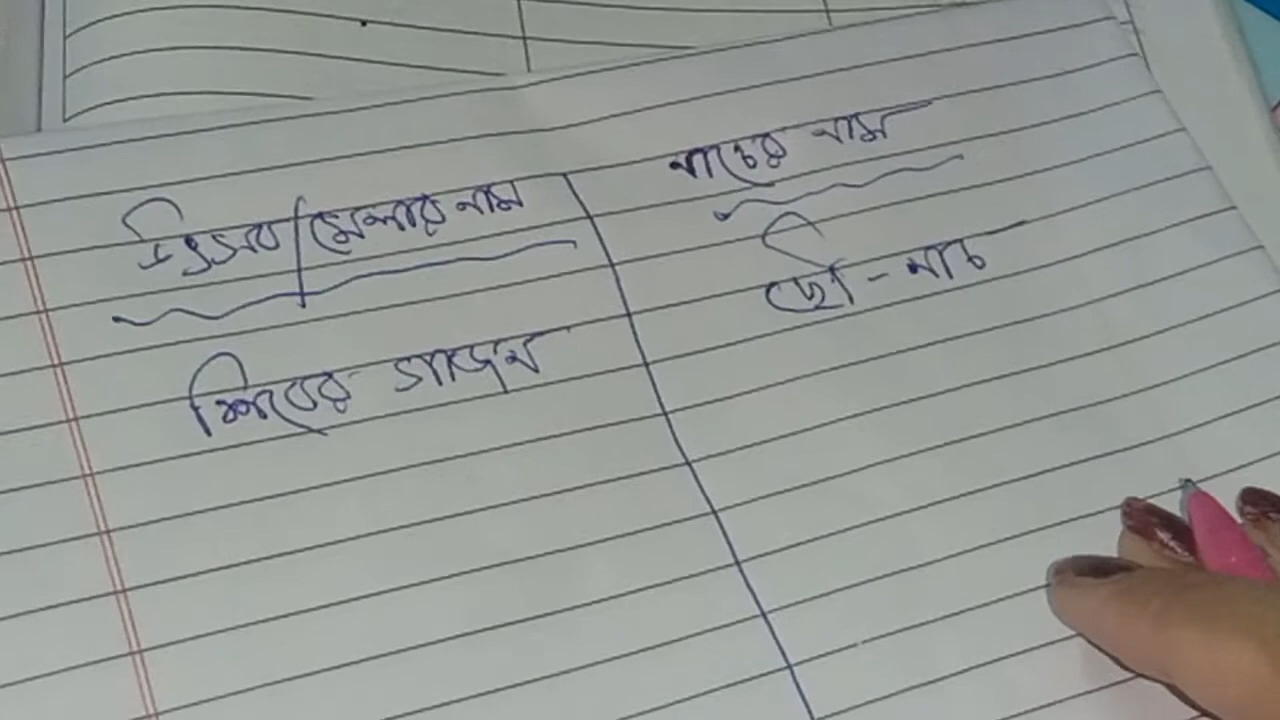 উৎসব/মেলার নাম
নাচের নাম
শিবের গাজন
ছৌ-নাচ